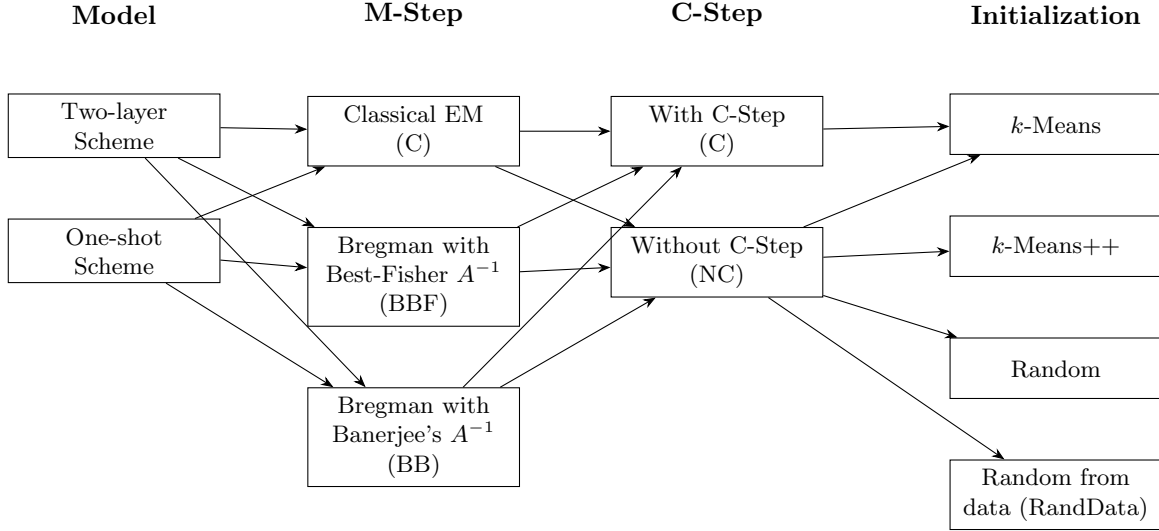 Model
M-Step
C-Step
Initialization
Two-layer
Scheme
Classical EM
(C)
With C-Step
(C)
k-Means
One-shot
Scheme
Bregman with
Best-Fisher A⁻¹
(BBF)
Without C-Step
(NC)
k-Means++
Random
Bregman with
Banerjee's A⁻¹
(BB)
Random from
data (RandData)